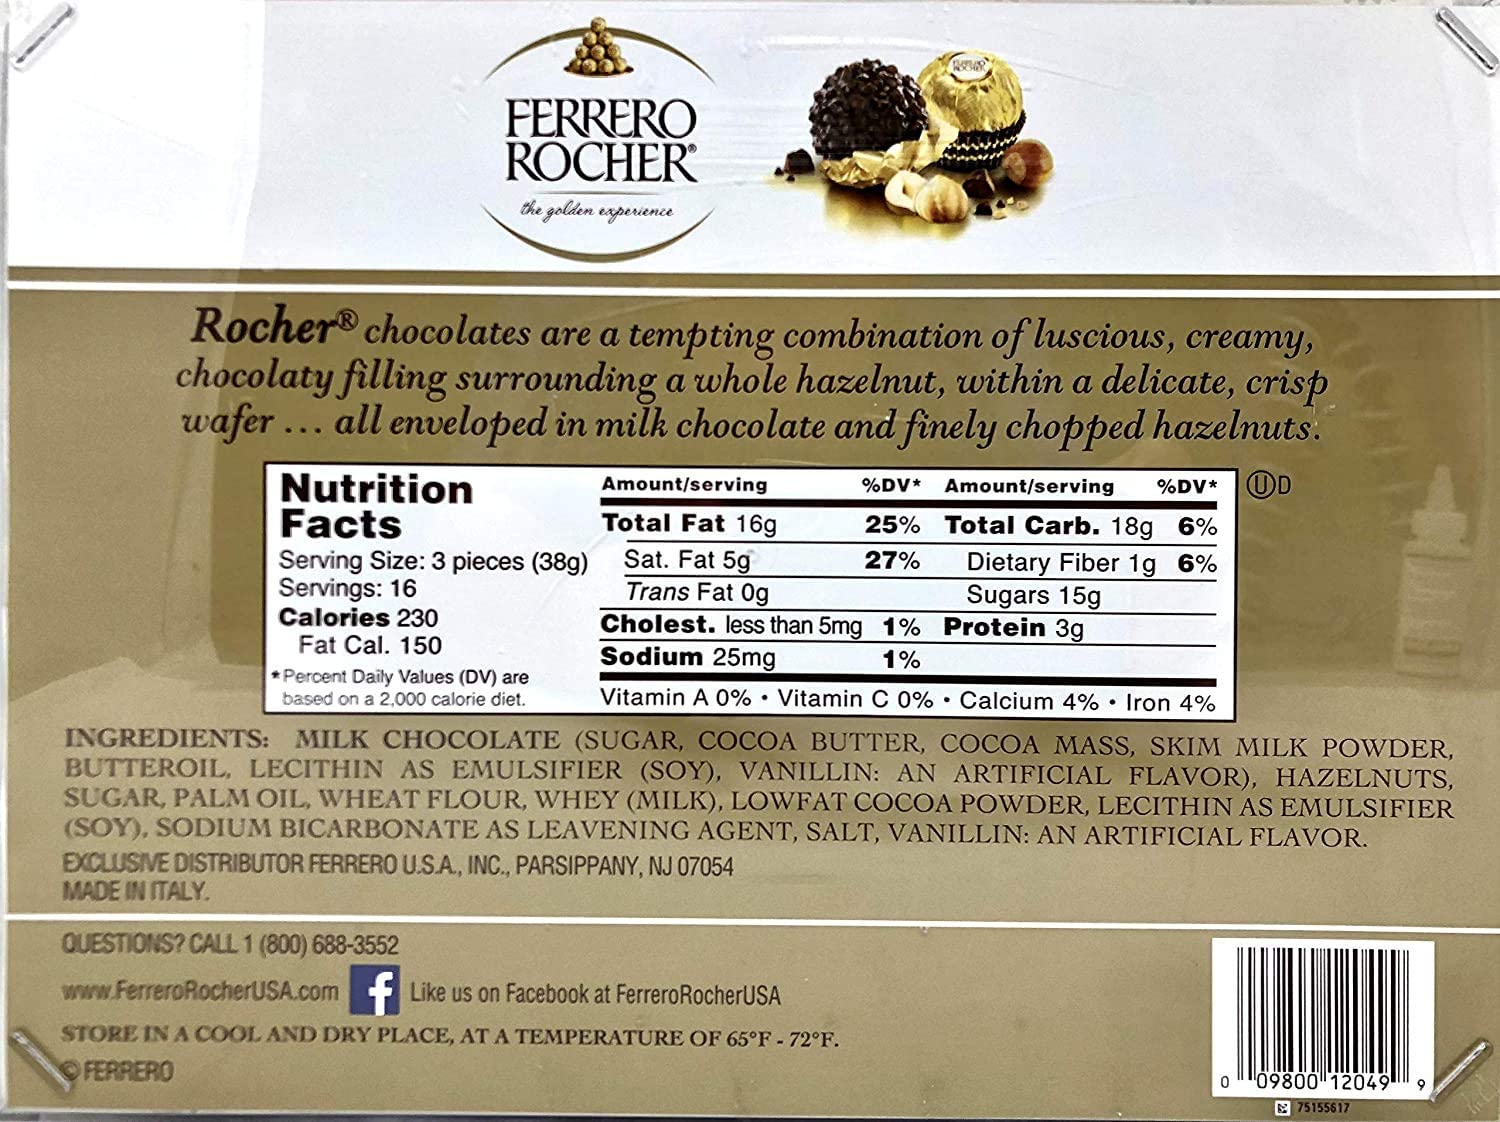 FERRERO
ROCHER®
the golden experience
FERRERO
ROCHER
Rocher® chocolates are a tempting combination of luscious, creamy,
chocolaty filling surrounding a whole hazelnut, within a delicate, crisp
wafer ... all enveloped in milk chocolate and finely chopped hazelnuts.
Nutrition
Facts
Serving Size: 3 pieces (38g)
Servings: 16
Calories 230
Fat Cal. 150
*Percent Daily Values (DV) are
based on a 2,000 calorie diet.
Amount/serving %DV* Amount/serving %DV*
Total Fat 16g 25% Total Carb. 18g 6%
Sat. Fat 5g 27% Dietary Fiber 1g 6%
Trans Fat 0g Sugars 15g
Cholest. less than 5mg 1% Protein 3g
Sodium 25mg 1%
Vitamin A 0% • Vitamin C 0% • Calcium 4% • Iron 4%
ⓊD
INGREDIENTS: MILK CHOCOLATE (SUGAR, COCOA BUTTER, COCOA MASS, SKIM MILK POWDER,
BUTTEROIL, LECITHIN AS EMULSIFIER (SOY), VANILLIN: AN ARTIFICIAL FLAVOR), HAZELNUTS,
SUGAR, PALM OIL, WHEAT FLOUR, WHEY (MILK), LOWFAT COCOA POWDER, LECITHIN AS EMULSIFIER
(SOY), SODIUM BICARBONATE AS LEAVENING AGENT, SALT, VANILLIN: AN ARTIFICIAL FLAVOR.
EXCLUSIVE DISTRIBUTOR FERRERO U.S.A., INC., PARSIPPANY, NJ 07054
MADE IN ITALY.
QUESTIONS? CALL 1 (800) 688-3552
www.FerreroRocherUSA.com f Like us on Facebook at FerreroRocherUSA
STORE IN A COOL AND DRY PLACE, AT A TEMPERATURE OF 65°F - 72°F.
© FERRERO
0 09800 12049 9
75155617